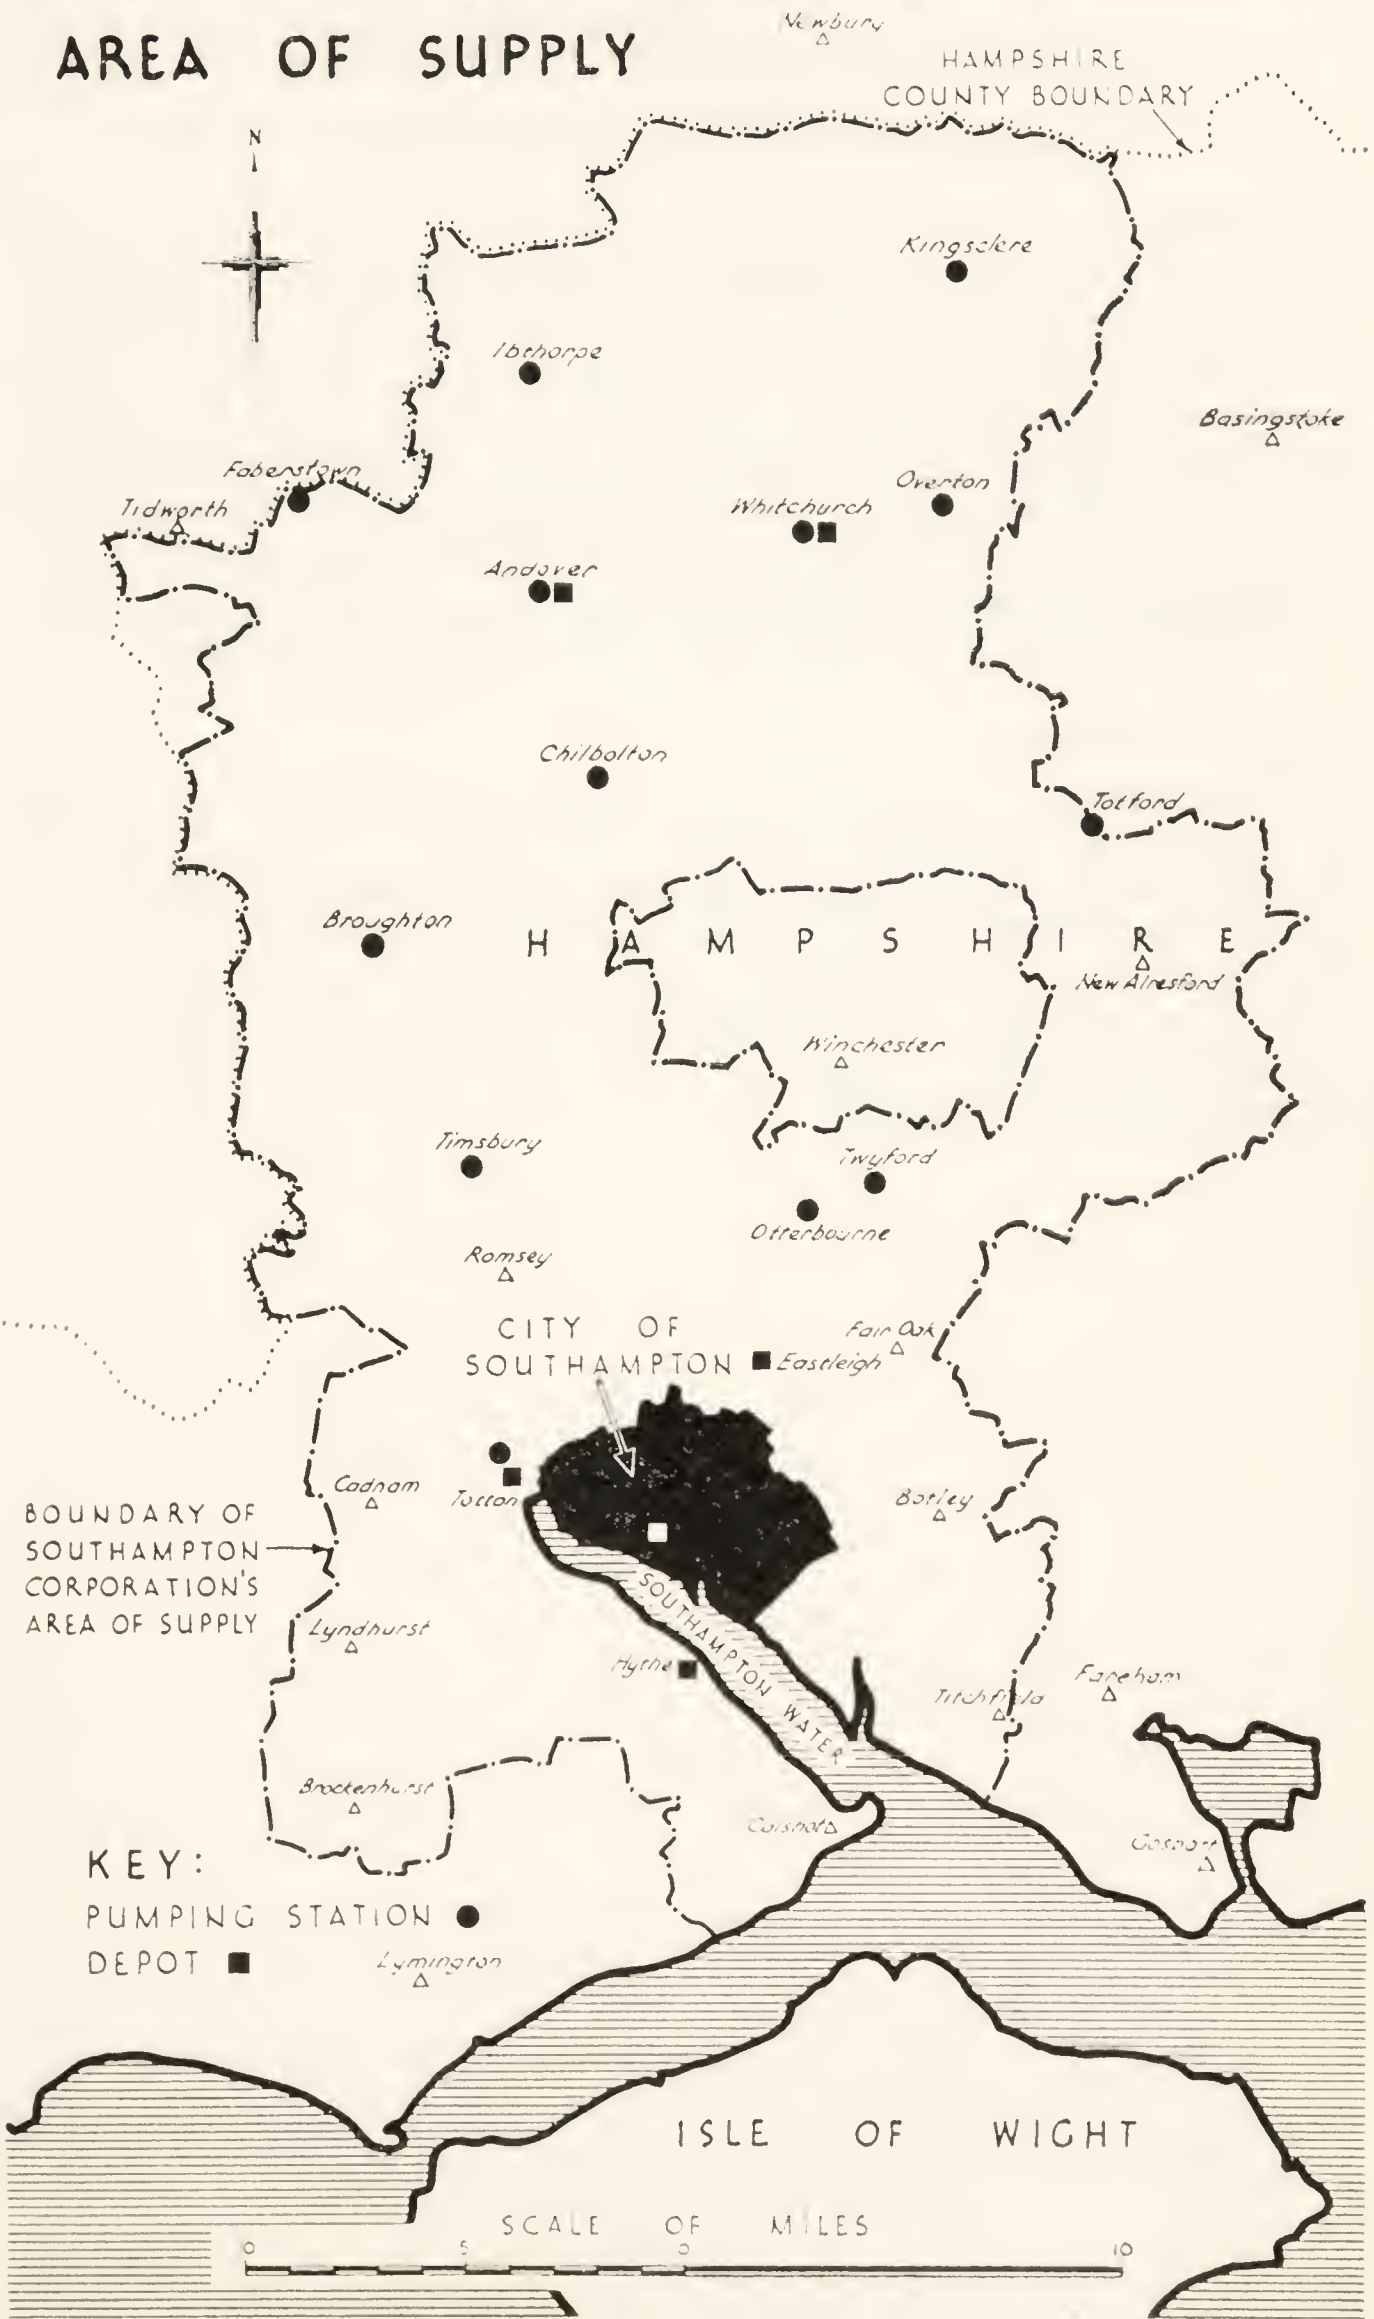 AREA OF SUPPLY
Newbury
HAMPSHIRE
COUNTY BOUNDARY
N
Kingsclere
Ibthorpe
Basingstoke
Faberstown
Tidworth
Overton
Whitchurch
Andover
Chilbolton
Totford
Broughton
HAMPSHIRE
New Alresford
Winchester
Timsbury
Twyford
Otterbourne
Romsey
CITY OF
SOUTHAMPTON
Fair Oak
Eastleigh
Cadnam
Totton
Botley
BOUNDARY OF
SOUTHAMPTON
CORPORATION'S
AREA OF SUPPLY
SOUTHAMPTON WATER
Lyndhurst
Hythe
Fareham
Titchfield
Brockenhurst
Calshot
Gosport
KEY:
PUMPING STATION
DEPOT
Lymington
ISLE OF WIGHT
SCALE OF MILES
0 5 0 10